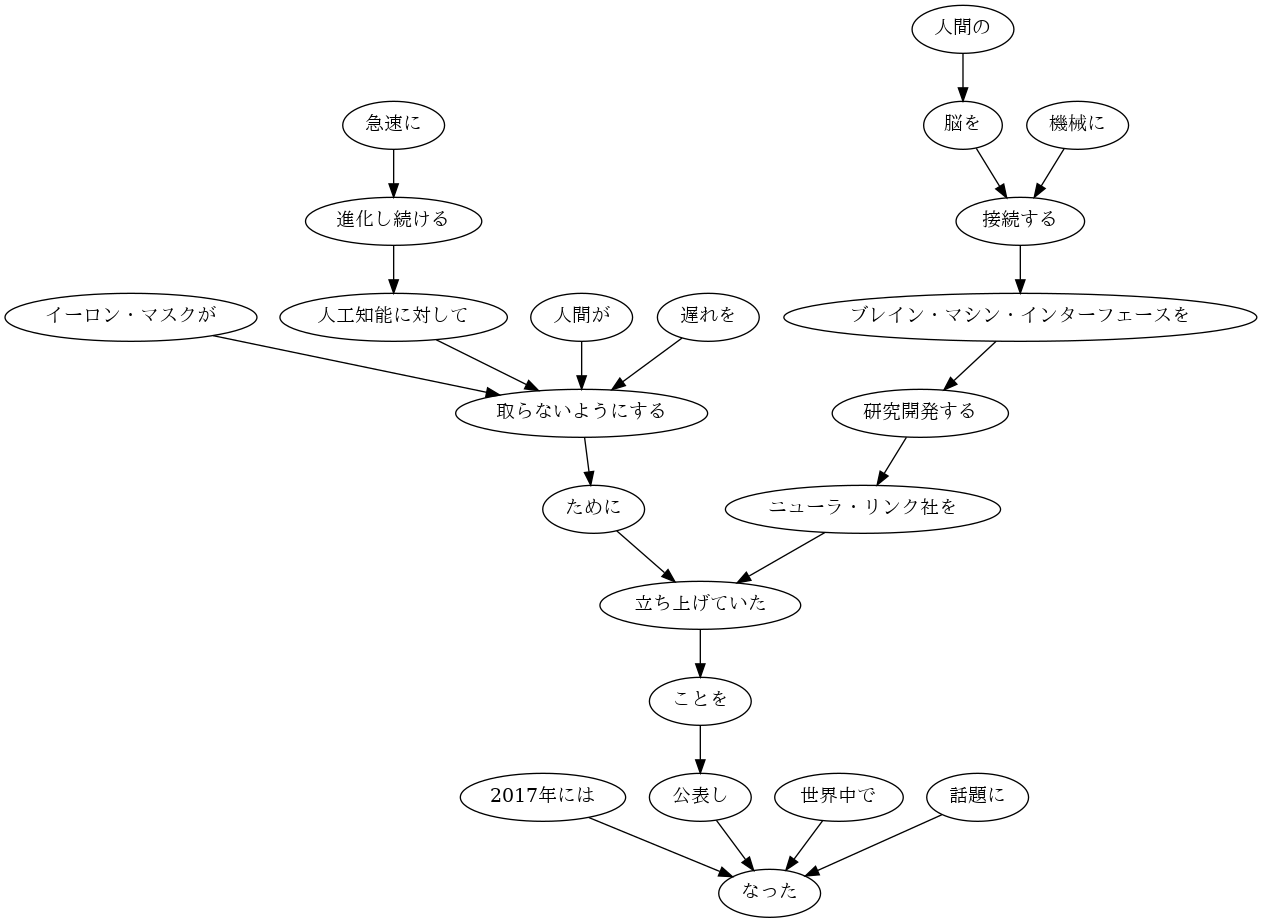 人間の
急速に
脳を
機械に
進化し続ける
接続する
イーロン・マスクが
人工知能に対して
人間が
遅れを
ブレイン・マシン・インターフェースを
取らないようにする
研究開発する
ために
ニューラ・リンク社を
立ち上げていた
ことを
2017年には
公表し
世界中で
話題に
なった